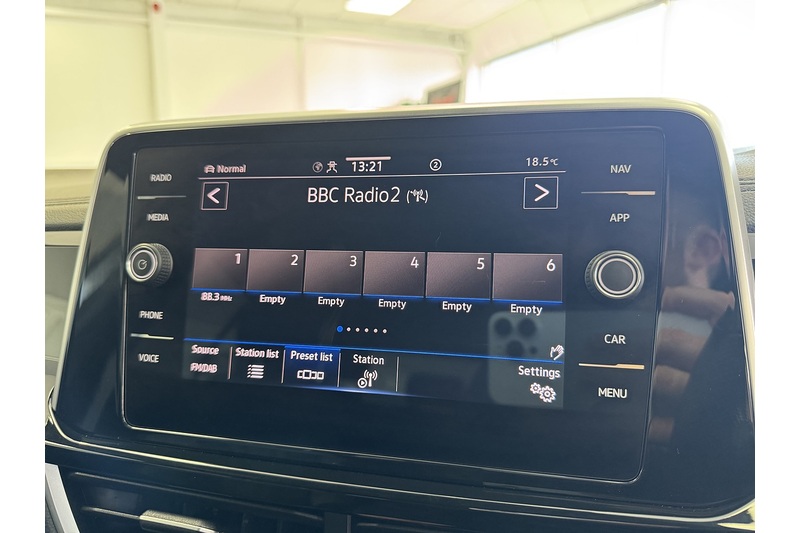 Normal
13:21
2
18.5°C
RADIO
NAV
< BBC Radio2 >
MEDIA
APP
1 2 3 4 5 6
88.3 MHz Empty Empty Empty Empty Empty
PHONE
CAR
VOICE
MENU
Source Station list Preset list Station Settings
FM/DAB